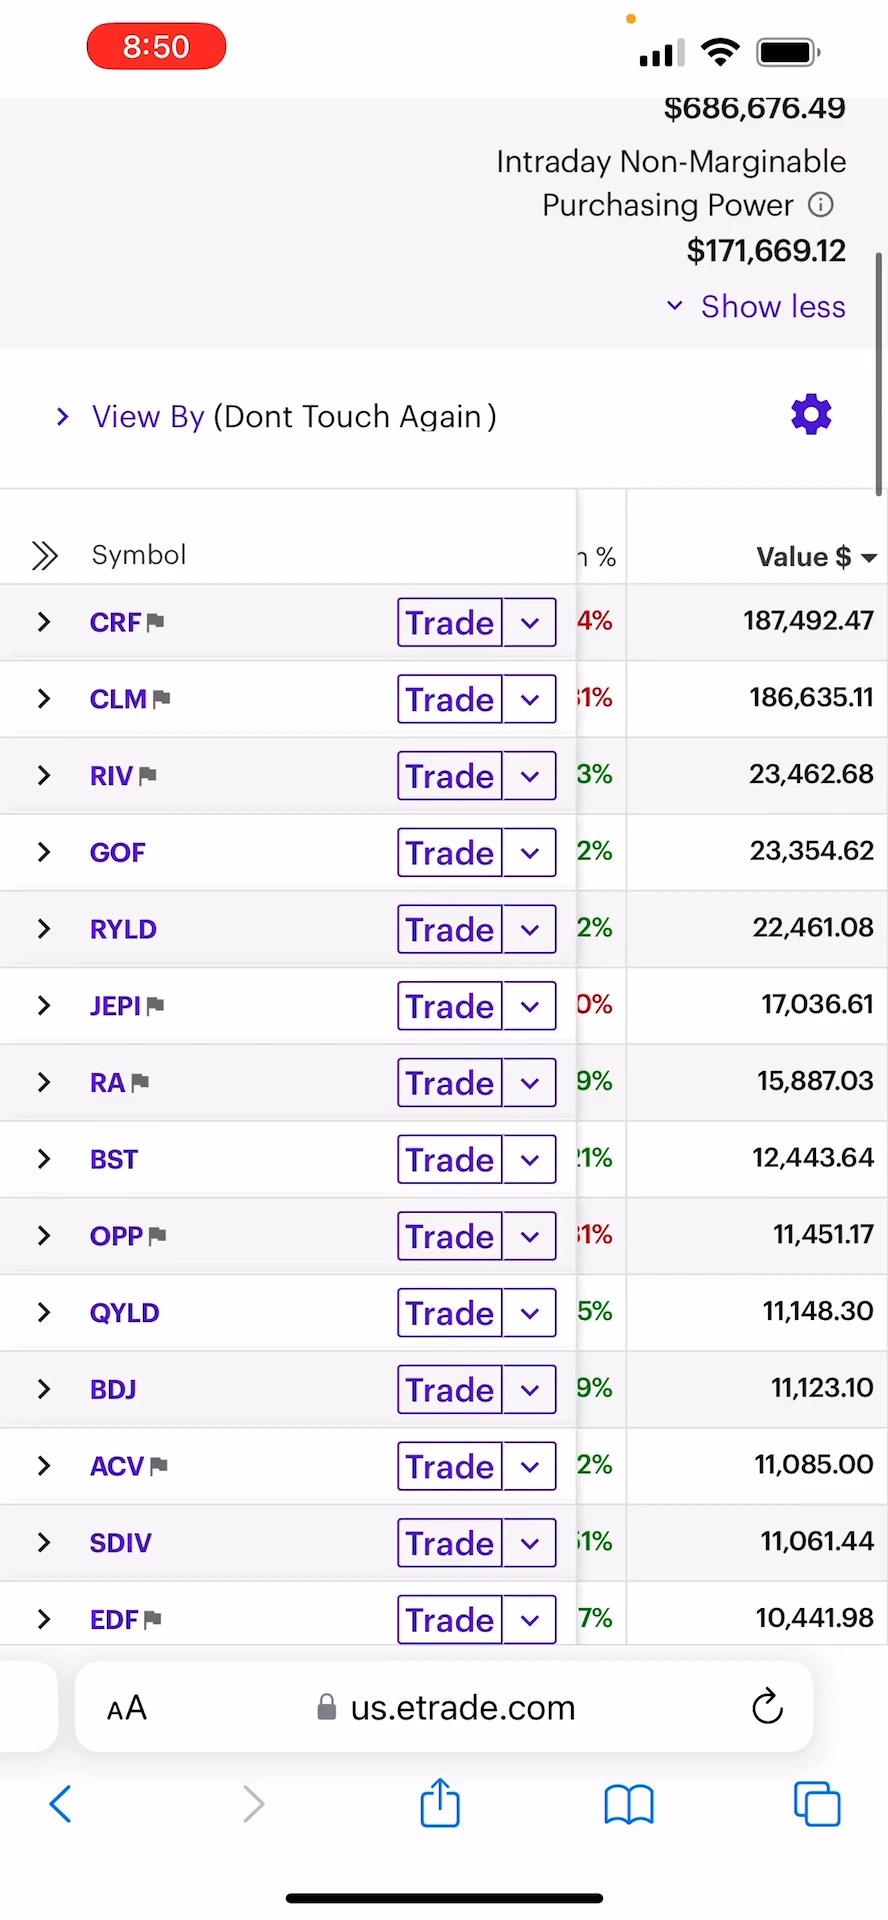 8:50
$686,676.49
Intraday Non-Marginable
Purchasing Power
$171,669.12
Show less
View By (Dont Touch Again)
Symbol % Value $
CRF Trade 4% 187,492.47
CLM Trade 1% 186,635.11
RIV Trade 3% 23,462.68
GOF Trade 2% 23,354.62
RYLD Trade 2% 22,461.08
JEPI Trade 0% 17,036.61
RA Trade 9% 15,887.03
BST Trade 1% 12,443.64
OPP Trade 1% 11,451.17
QYLD Trade 5% 11,148.30
BDJ Trade 9% 11,123.10
ACV Trade 2% 11,085.00
SDIV Trade 1% 11,061.44
EDF Trade 7% 10,441.98
AA us.etrade.com